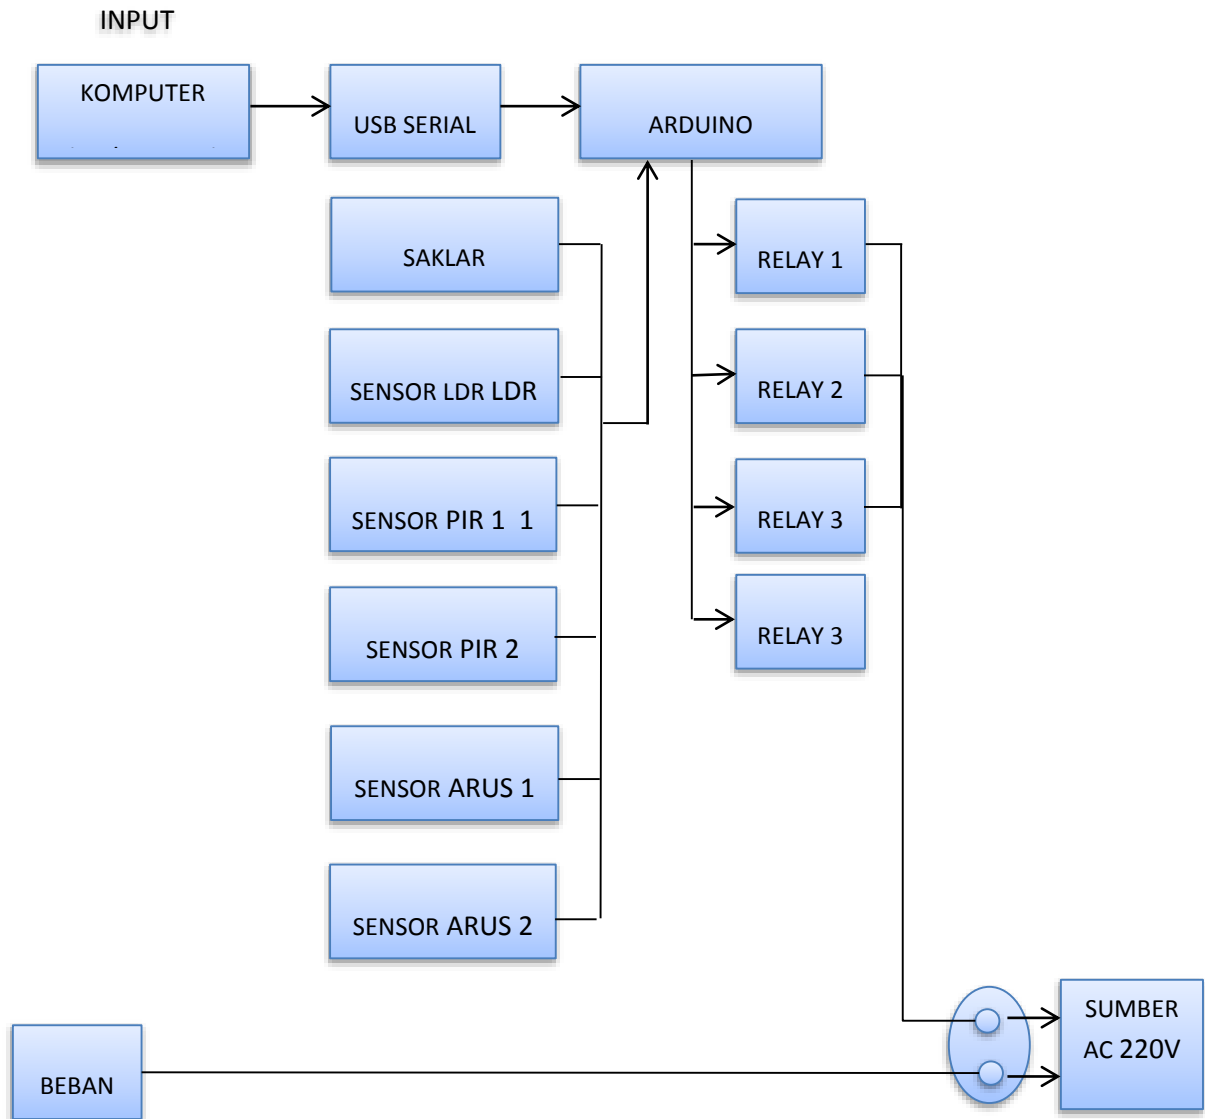 INPUT
KOMPUTER
USB SERIAL
ARDUINO
SAKLAR
RELAY 1
SENSOR LDR LDR
RELAY 2
SENSOR PIR 1 1
RELAY 3
SENSOR PIR 2
RELAY 3
SENSOR ARUS 1
SENSOR ARUS 2
SUMBER
AC 220V
BEBAN